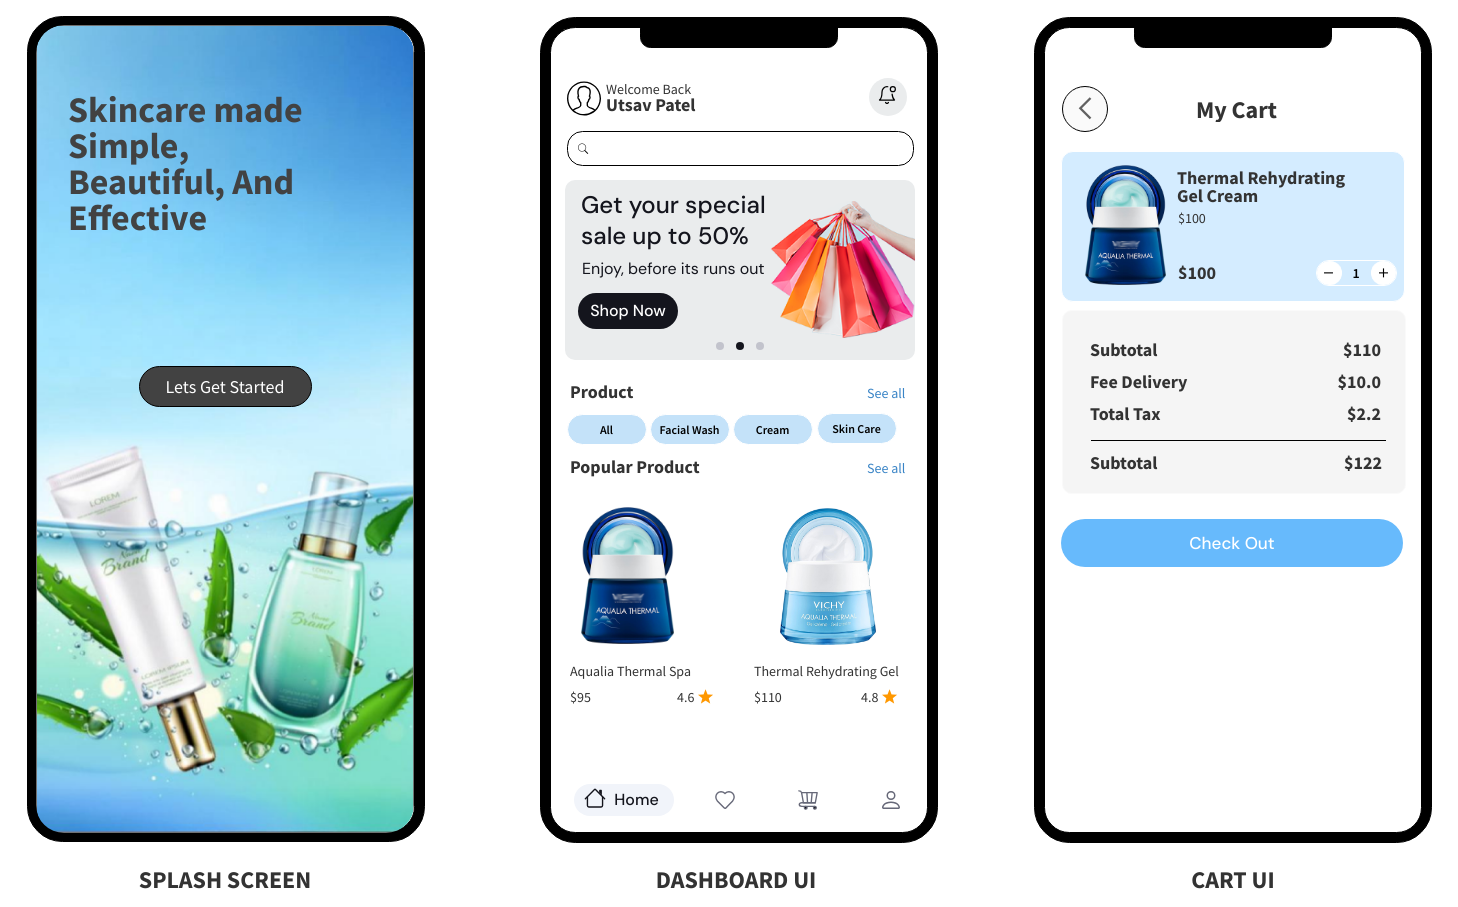 Skincare made
Simple,
Beautiful, And
Effective
Lets Get Started
LOREM
Brand
LOREM IPSUM
Brand
SPLASH SCREEN
Welcome Back
Utsav Patel
Get your special
sale up to 50%
Enjoy, before its runs out
Shop Now
Product
See all
All
Facial Wash
Cream
Skin Care
Popular Product
See all
AQUALIA THERMAL
VICHY
AQUALIA THERMAL
Aqualia Thermal Spa
Thermal Rehydrating Gel
$95
4.6
$110
4.8
Home
DASHBOARD UI
My Cart
AQUALIA THERMAL
Thermal Rehydrating
Gel Cream
$100
$100
− 1 +
Subtotal $110
Fee Delivery $10.0
Total Tax $2.2
Subtotal $122
Check Out
CART UI